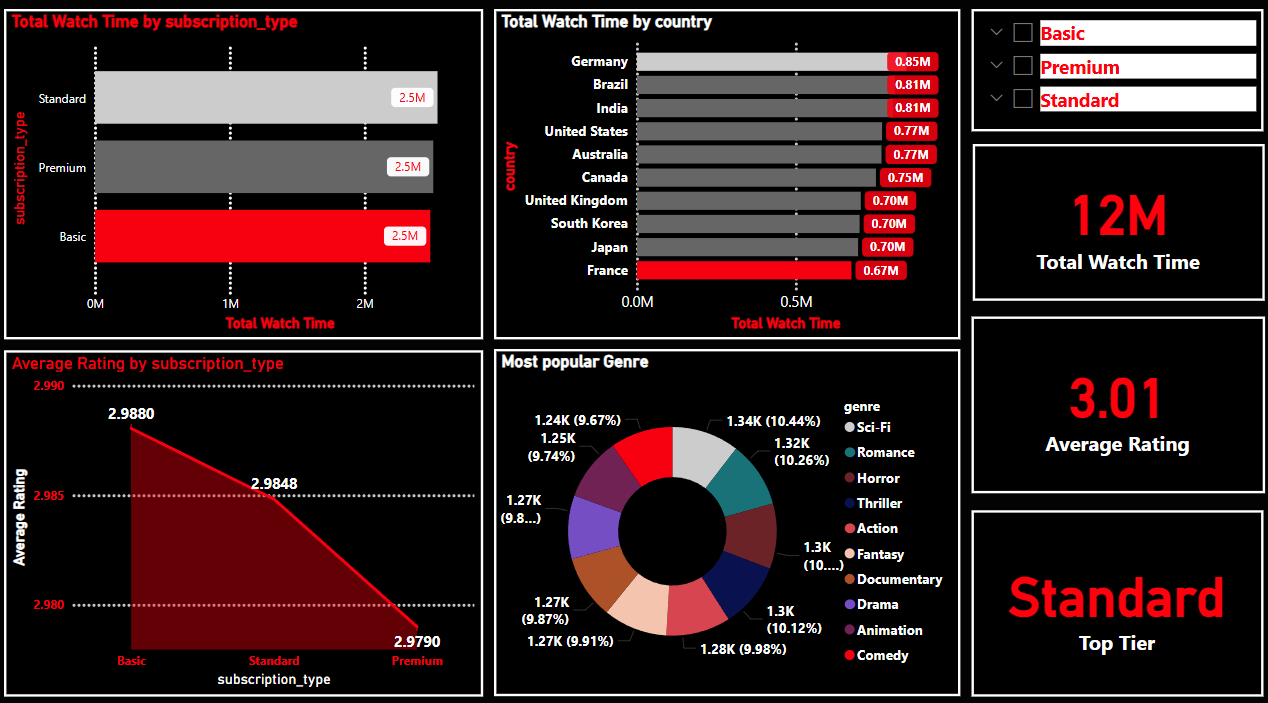 Total Watch Time by subscription_type
subscription_type
Standard
2.5M
Premium
2.5M
Basic
2.5M
0M
1M
2M
Total Watch Time
Total Watch Time by country
country
Germany
0.85M
Brazil
0.81M
India
0.81M
United States
0.77M
Australia
0.77M
Canada
0.75M
United Kingdom
0.70M
South Korea
0.70M
Japan
0.70M
France
0.67M
0.0M
0.5M
Total Watch Time
Basic
Premium
Standard
12M
Total Watch Time
3.01
Average Rating
Standard
Top Tier
Average Rating by subscription_type
Average Rating
2.990
2.985
2.980
2.9880
2.9848
2.9790
Basic
Standard
Premium
subscription_type
Most popular Genre
1.34K (10.44%)
1.32K
(10.26%)
1.3K
(10....)
1.3K
(10.12%)
1.28K (9.98%)
1.27K (9.91%)
1.27K
(9.87%)
1.27K
(9.8...)
1.25K
(9.74%)
1.24K (9.67%)
genre
Sci-Fi
Romance
Horror
Thriller
Action
Fantasy
Documentary
Drama
Animation
Comedy